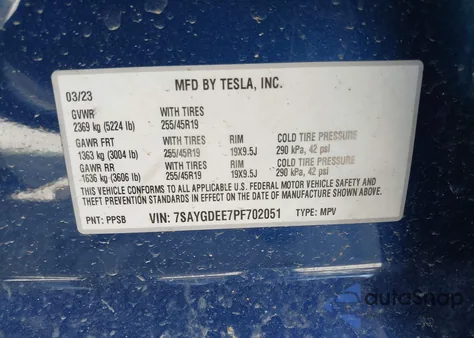 MFD BY TESLA, INC.
03/23
GVWR WITH TIRES
2369 kg (5224 lb) 255/45R19
GAWR FRT WITH TIRES RIM COLD TIRE PRESSURE
1363 kg (3004 lb) 255/45R19 19X9.5J 290 kPa, 42 psi
GAWR RR WITH TIRES RIM COLD TIRE PRESSURE
1636 kg (3606 lb) 255/45R19 19X9.5J 290 kPa, 42 psi
THIS VEHICLE CONFORMS TO ALL APPLICABLE U.S. FEDERAL MOTOR VEHICLE SAFETY AND
THEFT PREVENTION STANDARDS IN EFFECT ON THE DATE OF MANUFACTURE SHOWN ABOVE.
PNT: PPSB VIN: 7SAYGDEE7PF702051 TYPE: MPV
autoSnap